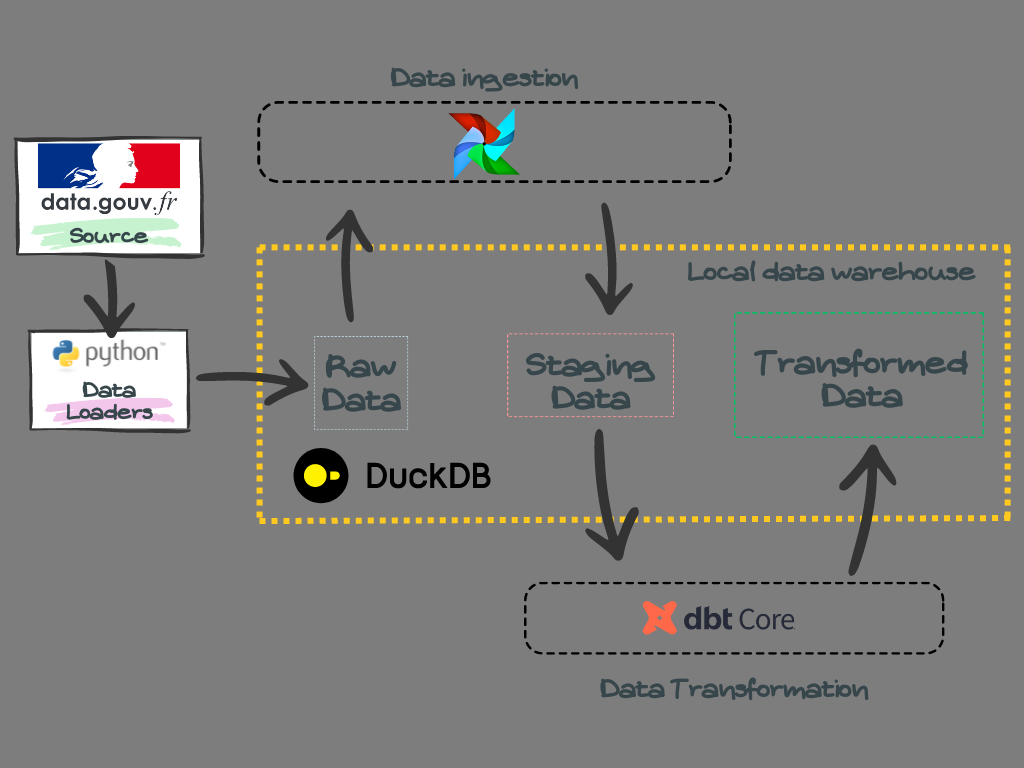 Data ingestion
data.gouv.fr
Source
Local data warehouse
python™
Data
Loaders
Raw
Data
Staging
Data
Transformed
Data
DuckDB
dbt Core
Data Transformation